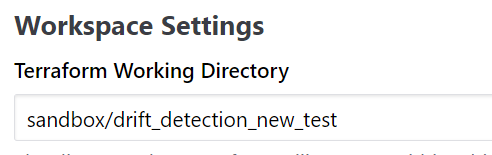 Workspace Settings
Terraform Working Directory
sandbox/drift_detection_new_test